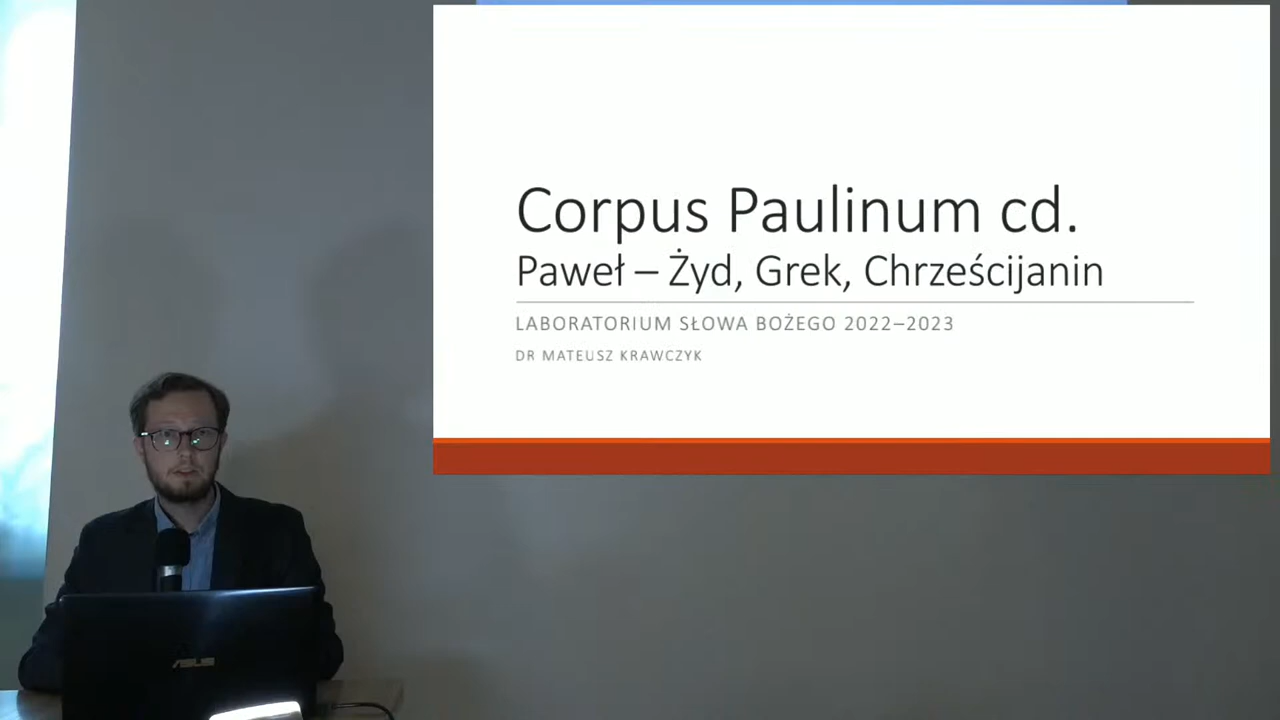 Corpus Paulinum cd.
Paweł – Żyd, Grek, Chrześcijanin
LABORATORIUM SŁOWA BOŻEGO 2022–2023
DR MATEUSZ KRAWCZYK
ASUS